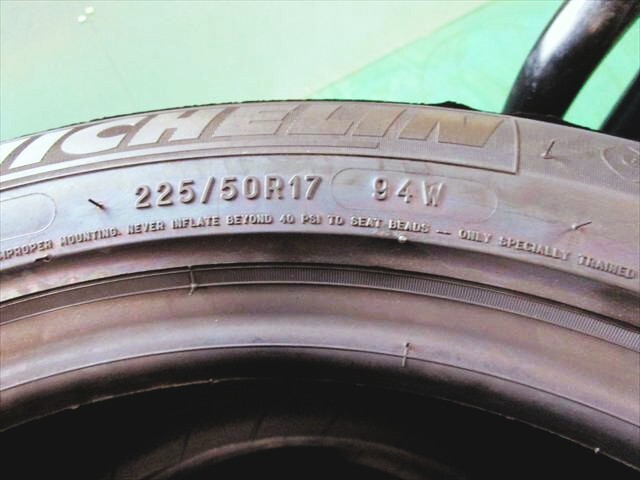 MICHELIN
225/50R17 94W
IMPROPER MOUNTING. NEVER INFLATE BEYOND 40 PSI TO SEAT BEADS — ONLY SPECIALLY TRAINED